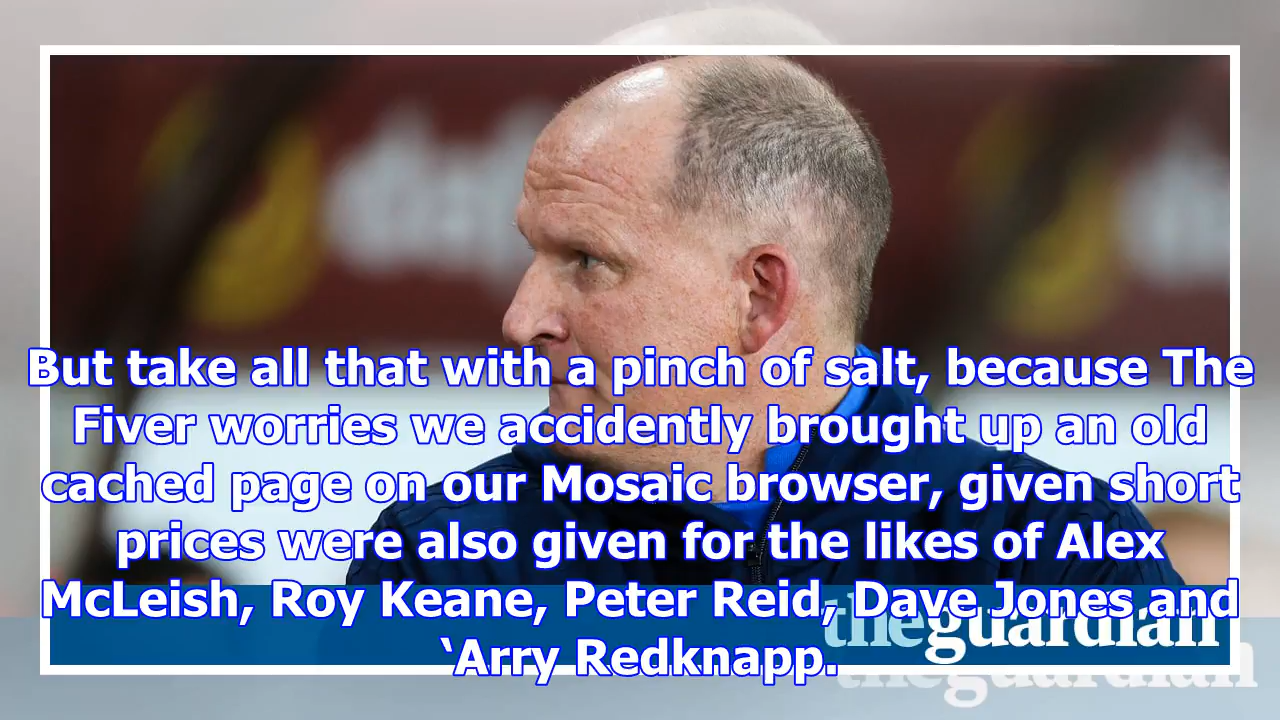 But take all that with a pinch of salt, because The
Fiver worries we accidently brought up an old
cached page on our Mosaic browser, given short
prices were also given for the likes of Alex
McLeish, Roy Keane, Peter Reid, Dave Jones and
‘Arry Redknapp.
theguardian
theguardian